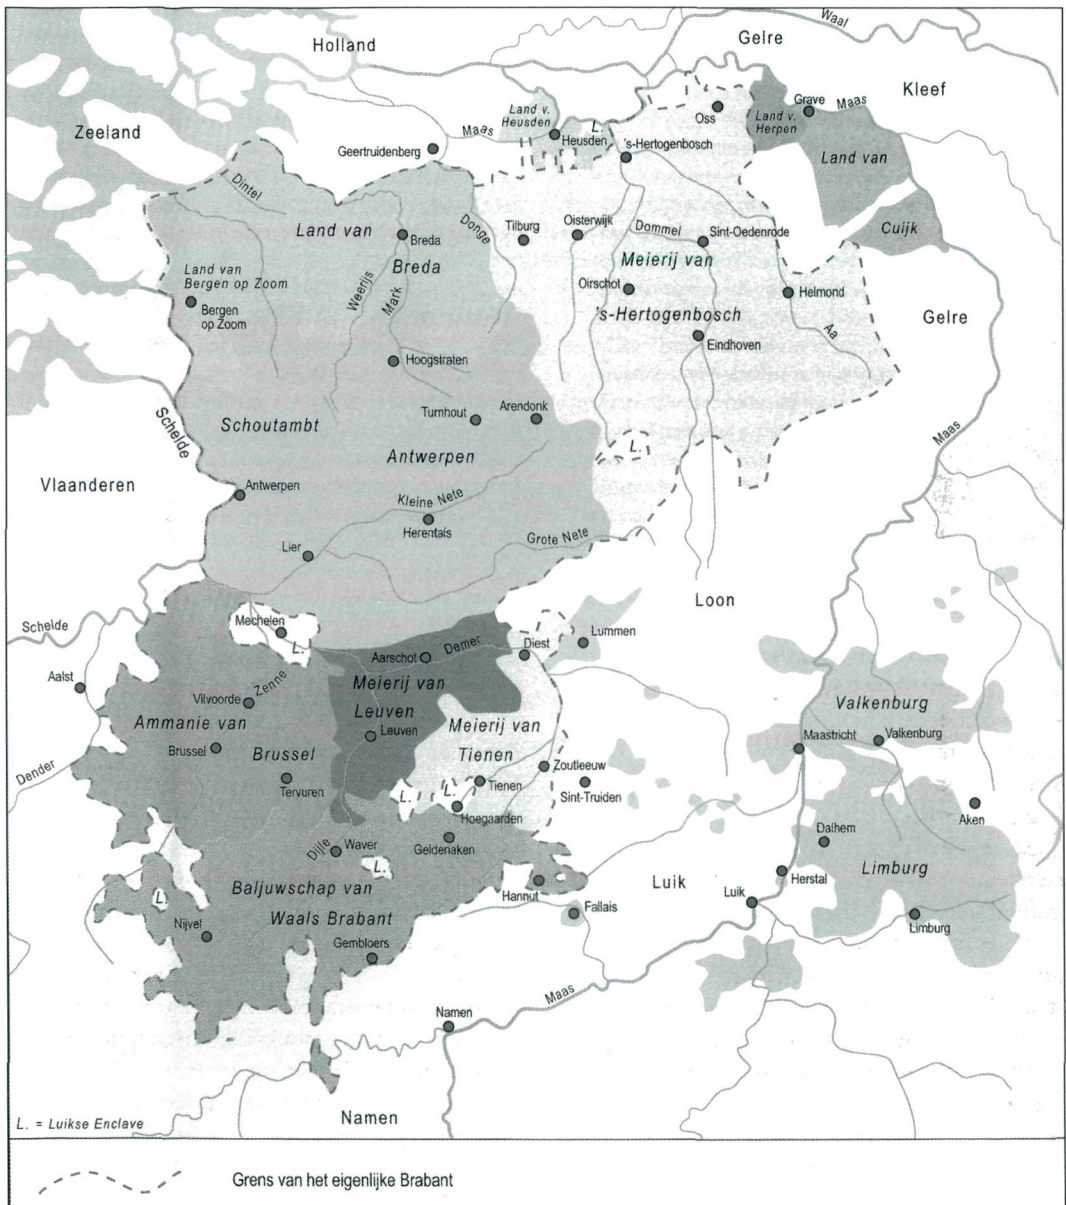 Waal
Holland
Gelre
Kleef
Zeeland
Land v.
Heusden
L.
Maas
Heusden
Oss
Land v.
Herpen
Grave
Maas
Geertruidenberg
's-Hertogenbosch
Land van
Cuijk
Dintel
Land van
Breda
Breda
Donge
Tilburg
Oisterwijk
Dommel
Sint-Oedenrode
Meierij van
's-Hertogenbosch
Land van
Bergen op Zoom
Bergen
op Zoom
Weerijs
Mark
Orschot
Helmond
Aa
Gelre
Eindhoven
Hoogstraten
Turnhout
Arendonk
Schelde
Schoutambt
Antwerpen
L.
Maas
Vlaanderen
Antwerpen
Kleine Nete
Herentals
Lier
Grote Nete
Loon
Schelde
Mechelen
L.
Aarschot
Demer
Diest
Lummen
Aalst
Vilvoorde
Zenne
Meierij van
Leuven
Leuven
Ammanie van
Brussel
Brussel
Meierij van
Tienen
Valkenburg
Maastricht
Valkenburg
Dender
Tervuren
L.
L.
Tienen
Zoutleeuw
Sint-Truiden
Hoegaarden
Aken
Dijle
Waver
Geldenaken
Dalhem
L.
Baljuwschap van
Waals Brabant
L.
Hannut
Luik
Herstal
Limburg
Nijvel
Fallais
Luik
Limburg
Gembloers
Maas
Namen
Namen
L. = Luikse Enclave
Grens van het eigenlijke Brabant